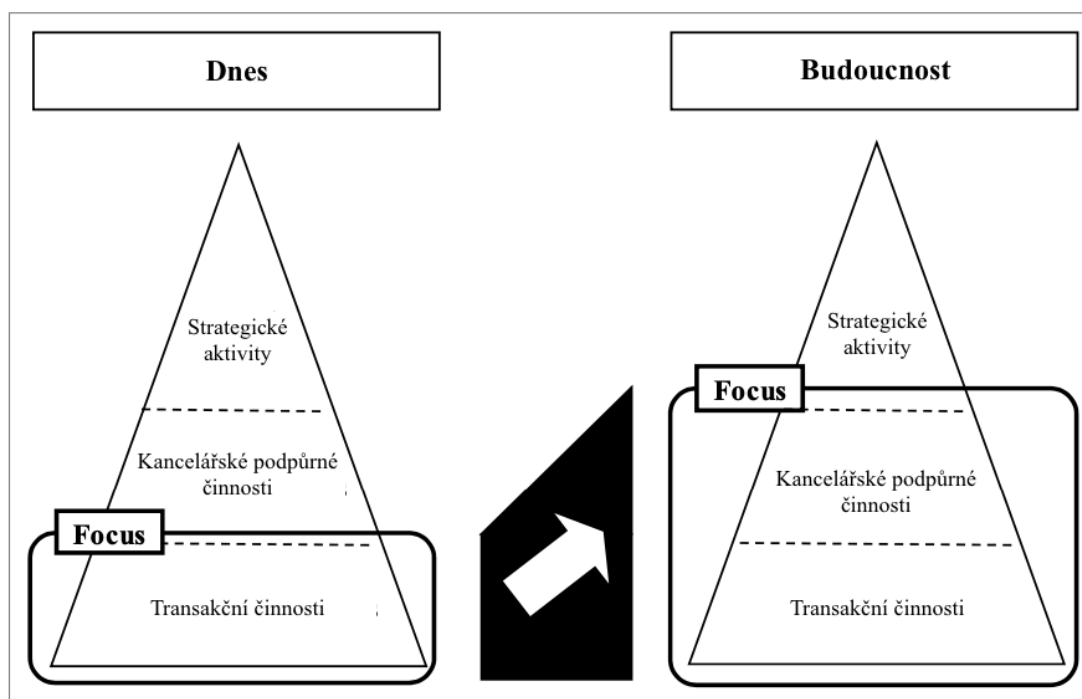 Dnes
Strategické
aktivity
Kancelářské podpůrné
činnosti
Focus
Transakční činnosti
Budoucnost
Strategické
aktivity
Focus
Kancelářské podpůrné
činnosti
Transakční činnosti